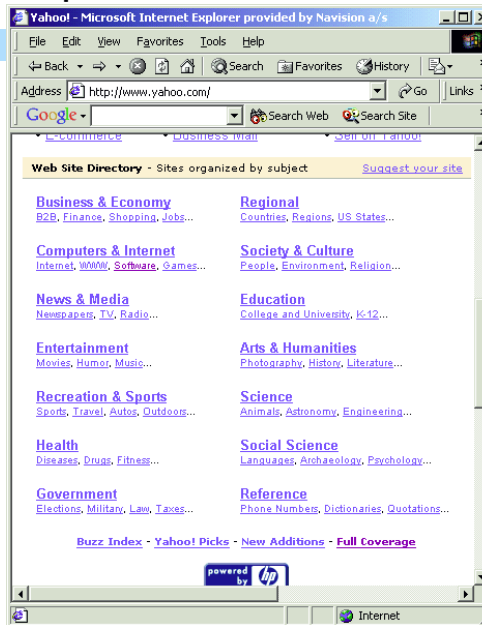 Yahoo! - Microsoft Internet Explorer provided by Navision a/s
File Edit View Favorites Tools Help
Back Search Favorites History
Address http://www.yahoo.com/ Go Links
Google Search Web Search Site
E-commerce Business Mail Sell on Yahoo!
Web Site Directory - Sites organized by subject Suggest your site
Business & Economy Regional
B2B, Finance, Shopping, Jobs... Countries, Regions, US States...
Computers & Internet Society & Culture
Internet, WWW, Software, Games... People, Environment, Religion...
News & Media Education
Newspapers, TV, Radio... College and University, K-12...
Entertainment Arts & Humanities
Movies, Humor, Music... Photography, History, Literature...
Recreation & Sports Science
Sports, Travel, Autos, Outdoors... Animals, Astronomy, Engineering...
Health Social Science
Diseases, Drugs, Fitness... Languages, Archaeology, Psychology...
Government Reference
Elections, Military, Law, Taxes... Phone Numbers, Dictionaries, Quotations...
Buzz Index - Yahoo! Picks - New Additions - Full Coverage
powered by hp
Internet